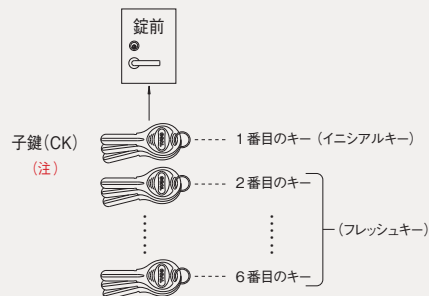 錠前
子鍵(CK)
(注)
1番目のキー (イニシアルキー)
2番目のキー
(フレッシュキー)
6番目のキー